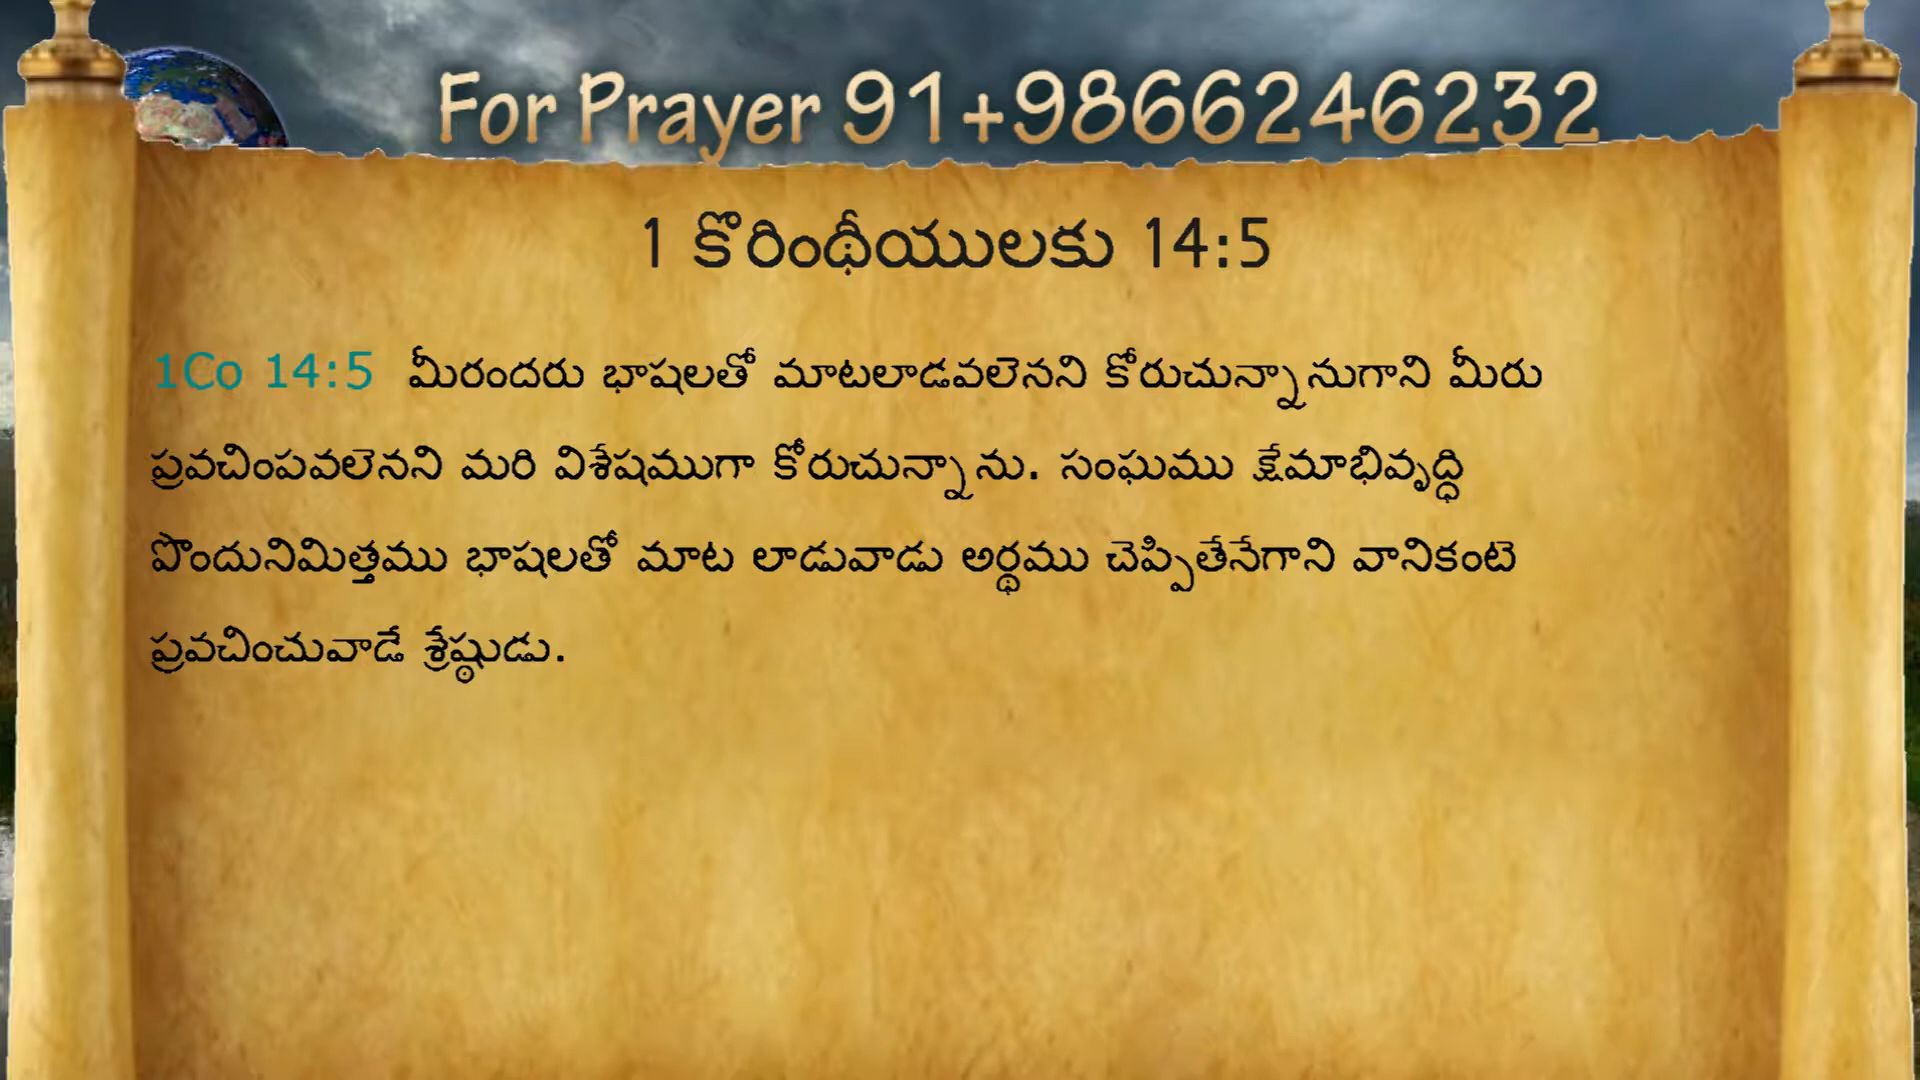 For Prayer 91+9866246232
1 కొరింథీయులకు 14:5
1Co 14:5 మీరందరు భాషలతో మాటలాడవలెనని కోరుచున్నానుగాని మీరు
ప్రవచింపవలెనని మరి విశేషముగా కోరుచున్నాను. సంఘము క్షేమాభివృద్ధి
పొందునిమిత్తము భాషలతో మాట లాడువాడు అర్థము చెప్పితేనేగాని వానికంటె
ప్రవచించువాడే శ్రేష్ఠుడు.